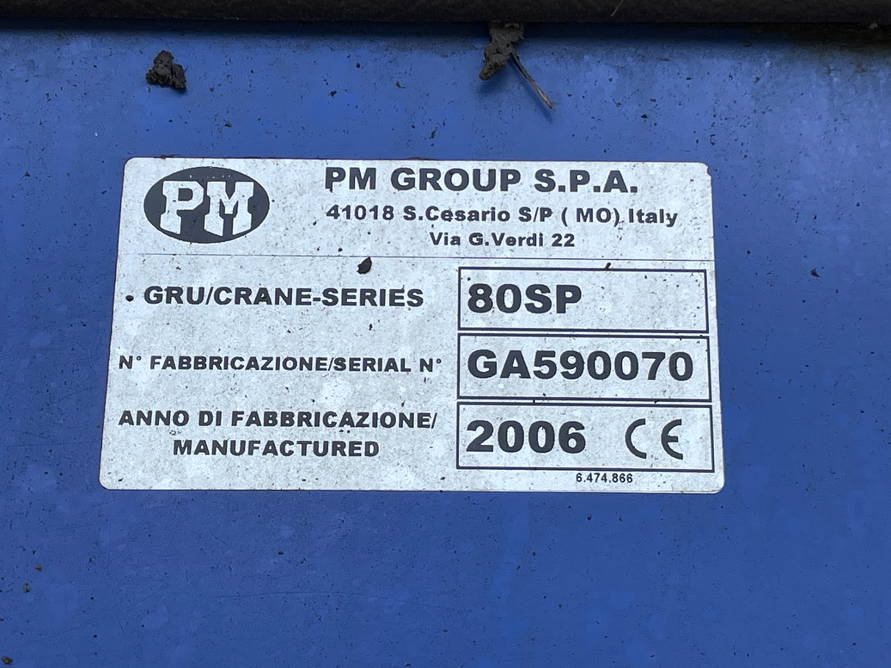 PM
PM GROUP S.P.A.
41018 S.Cesario S/P ( MO) Italy
Via G.Verdi 22
GRU/CRANE-SERIES 80SP
N° FABBRICAZIONE/SERIAL N° GA590070
ANNO DI FABBRICAZIONE/
MANUFACTURED 2006 CE
6.474.866